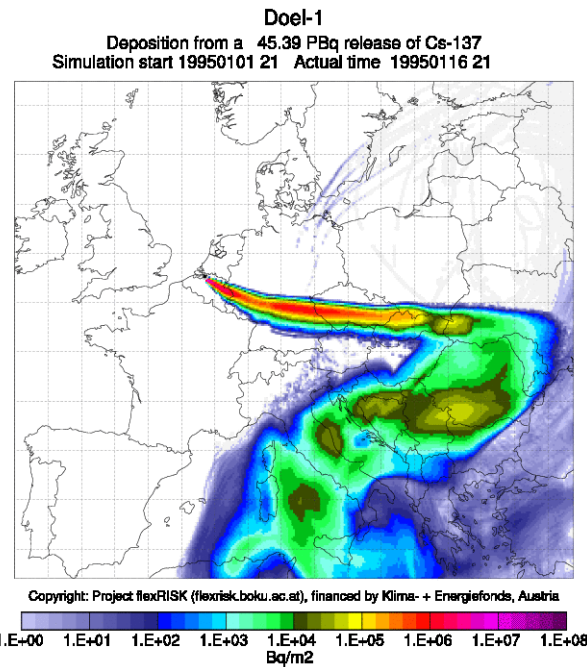 Doel-1
Deposition from a 45.39 PBq release of Cs-137
Simulation start 19950101 21 Actual time 19950116 21
Copyright: Project flexRISK (flexrisk.boku.ac.at), financed by Klima- + Energiefonds, Austria
1.E+00 1.E+01 1.E+02 1.E+03 1.E+04 1.E+05 1.E+06 1.E+07 1.E+08
Bq/m2